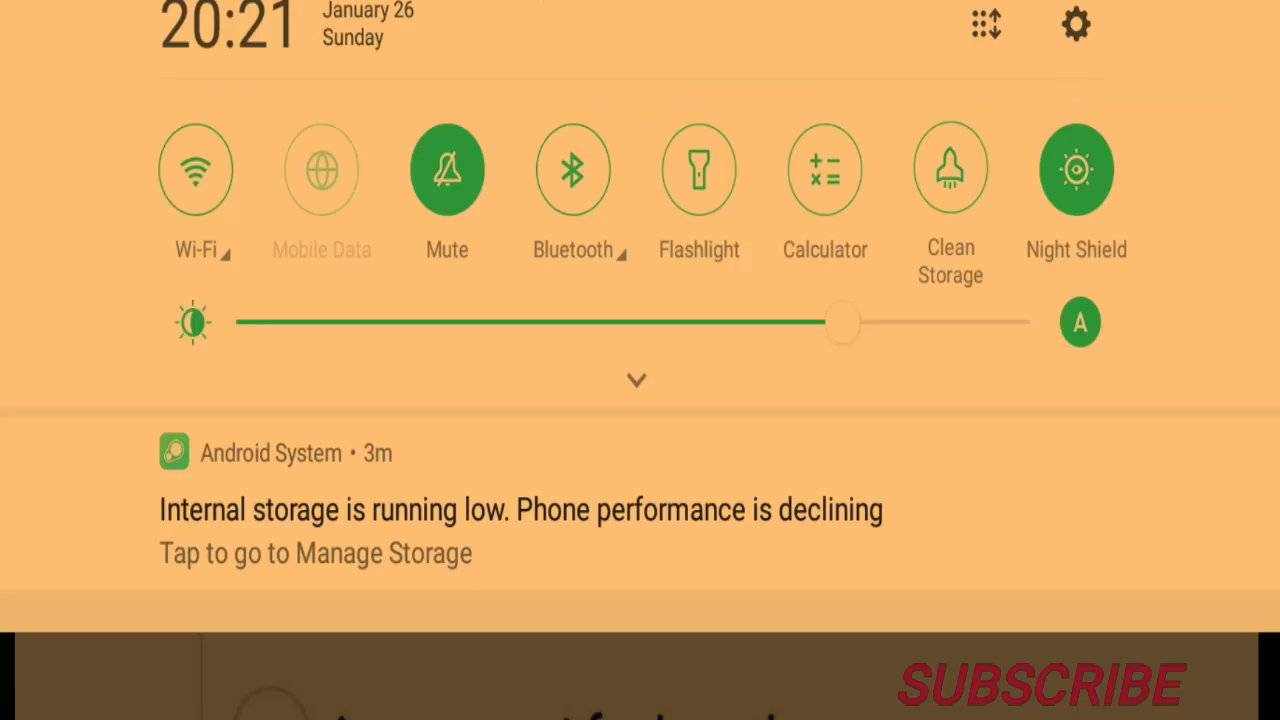 20:21
January 26
Sunday
Wi-Fi
Mobile Data
Mute
Bluetooth
Flashlight
Calculator
Clean
Storage
Night Shield
A
Android System • 3m
Internal storage is running low. Phone performance is declining
Tap to go to Manage Storage
SUBSCRIBE